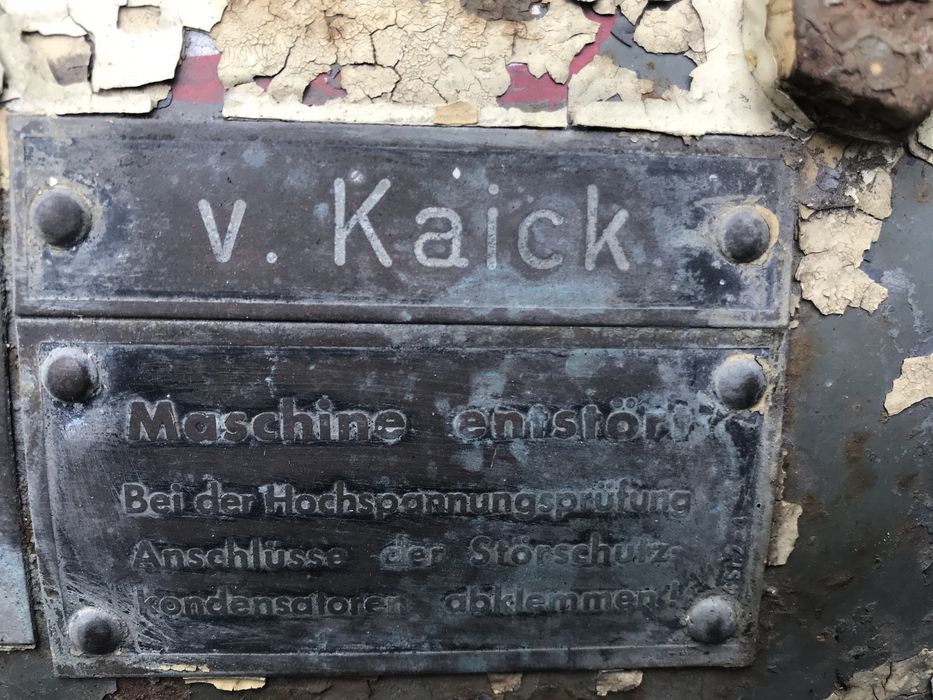 v. Kaick
Maschine entstört
Bei der Hochspannungsprüfung
Anschlüsse der Störschutz-
kondensatoren abklemmen!